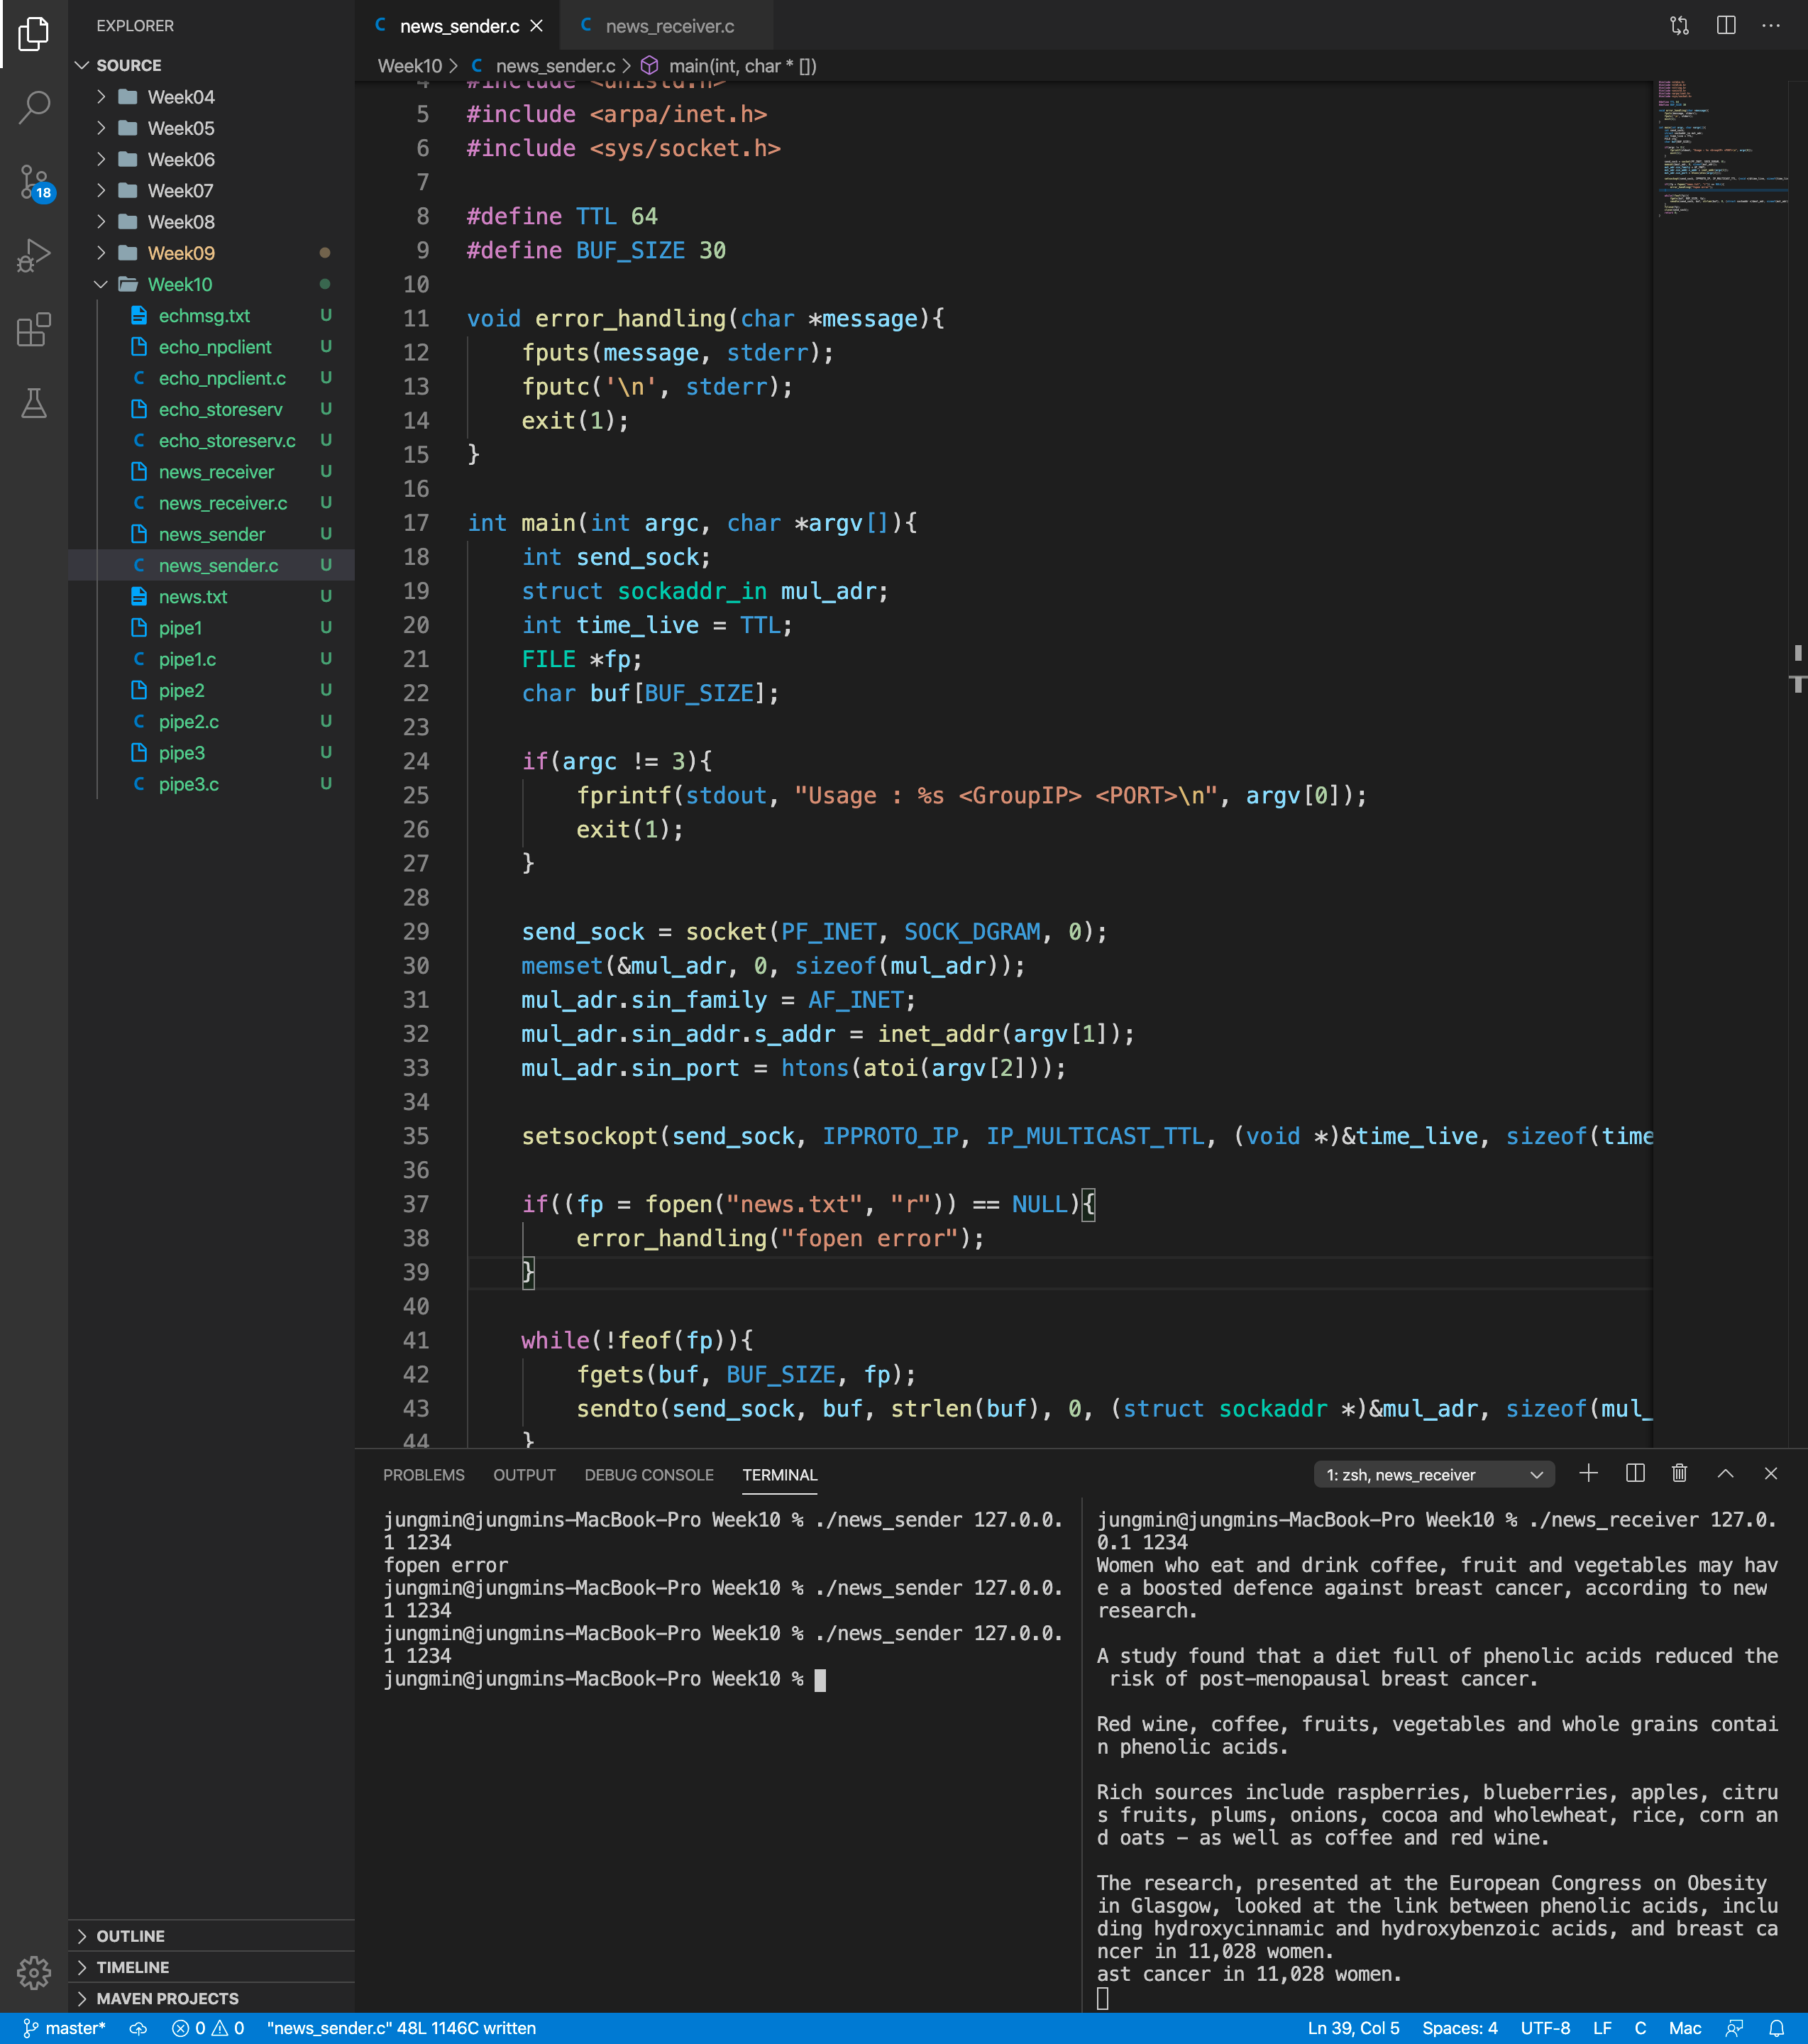 EXPLORER
SOURCE
Week04
Week05
Week06
Week07
Week08
Week09
Week10
echmsg.txt U
echo_npclient U
C echo_npclient.c U
echo_storeserv U
C echo_storeserv.c U
news_receiver U
C news_receiver.c U
news_sender U
C news_sender.c U
news.txt U
pipe1 U
C pipe1.c U
pipe2 U
C pipe2.c U
pipe3 U
C pipe3.c U
OUTLINE
TIMELINE
MAVEN PROJECTS
18
C news_sender.c
C news_receiver.c
Week10 > C news_sender.c > main(int, char * [])
4 #include <unistd.h>
5 #include <arpa/inet.h>
6 #include <sys/socket.h>
7
8 #define TTL 64
9 #define BUF_SIZE 30
10
11 void error_handling(char *message){
12     fputs(message, stderr);
13     fputc('\n', stderr);
14     exit(1);
15 }
16
17 int main(int argc, char *argv[]){
18     int send_sock;
19     struct sockaddr_in mul_adr;
20     int time_live = TTL;
21     FILE *fp;
22     char buf[BUF_SIZE];
23
24     if(argc != 3){
25         fprintf(stdout, "Usage : %s <GroupIP> <PORT>\n", argv[0]);
26         exit(1);
27     }
28
29     send_sock = socket(PF_INET, SOCK_DGRAM, 0);
30     memset(&mul_adr, 0, sizeof(mul_adr));
31     mul_adr.sin_family = AF_INET;
32     mul_adr.sin_addr.s_addr = inet_addr(argv[1]);
33     mul_adr.sin_port = htons(atoi(argv[2]));
34
35     setsockopt(send_sock, IPPROTO_IP, IP_MULTICAST_TTL, (void *)&time_live, sizeof(time
36
37     if((fp = fopen("news.txt", "r")) == NULL){
38         error_handling("fopen error");
39     }
40
41     while(!feof(fp)){
42         fgets(buf, BUF_SIZE, fp);
43         sendto(send_sock, buf, strlen(buf), 0, (struct sockaddr *)&mul_adr, sizeof(mul_
44     }
PROBLEMS OUTPUT DEBUG CONSOLE TERMINAL 1: zsh, news_receiver
jungmin@jungmins-MacBook-Pro Week10 % ./news_sender 127.0.0.
1 1234
fopen error
jungmin@jungmins-MacBook-Pro Week10 % ./news_sender 127.0.0.
1 1234
jungmin@jungmins-MacBook-Pro Week10 % ./news_sender 127.0.0.
1 1234
jungmin@jungmins-MacBook-Pro Week10 %
jungmin@jungmins-MacBook-Pro Week10 % ./news_receiver 127.0.
0.1 1234
Women who eat and drink coffee, fruit and vegetables may hav
e a boosted defence against breast cancer, according to new
research.
A study found that a diet full of phenolic acids reduced the
 risk of post-menopausal breast cancer.
Red wine, coffee, fruits, vegetables and whole grains contai
n phenolic acids.
Rich sources include raspberries, blueberries, apples, citru
s fruits, plums, onions, cocoa and wholewheat, rice, corn an
d oats – as well as coffee and red wine.
The research, presented at the European Congress on Obesity
in Glasgow, looked at the link between phenolic acids, inclu
ding hydroxycinnamic and hydroxybenzoic acids, and breast ca
ncer in 11,028 women.
ast cancer in 11,028 women.
master* 0 0 "news_sender.c" 48L 1146C written Ln 39, Col 5 Spaces: 4 UTF-8 LF C Mac